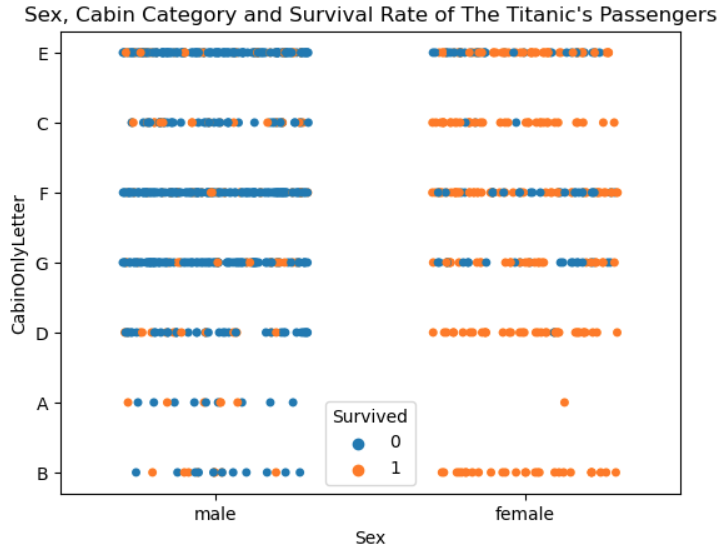 Sex, Cabin Category and Survival Rate of The Titanic's Passengers
CabinOnlyLetter
E
C
F
G
D
A
B
Survived
0
1
male
female
Sex